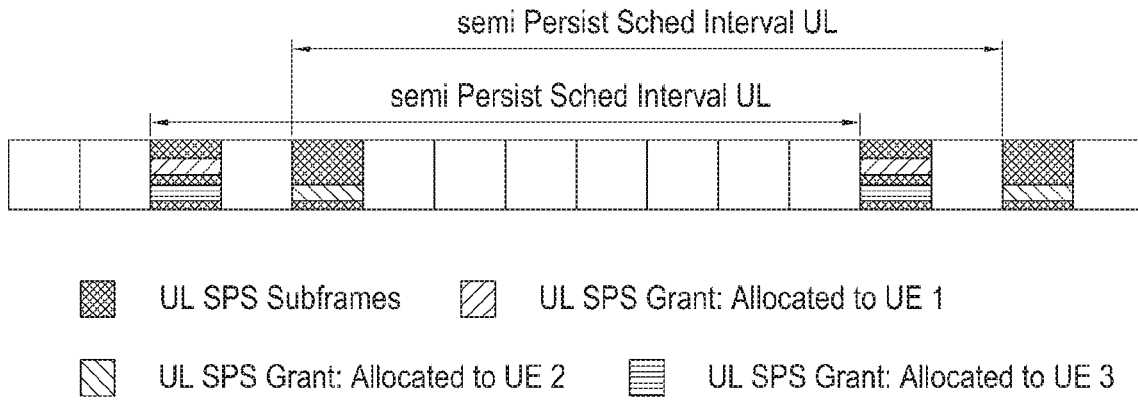 semi Persist Sched Interval UL
semi Persist Sched Interval UL
UL SPS Subframes
UL SPS Grant: Allocated to UE 1
UL SPS Grant: Allocated to UE 2
UL SPS Grant: Allocated to UE 3